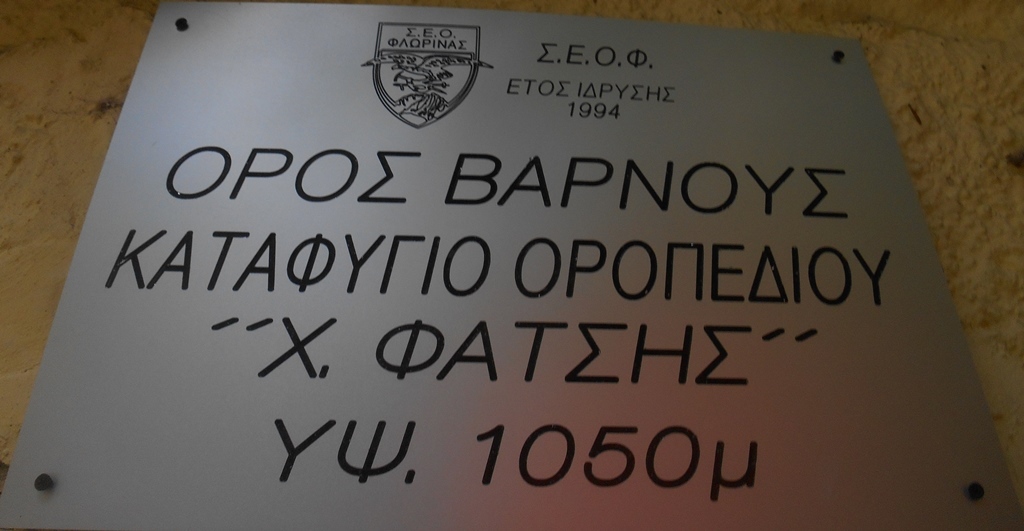 Σ.Ε.Ο.
ΦΛΩΡΙΝΑΣ
Σ.Ε.Ο.Φ.
ΕΤΟΣ ΙΔΡΥΣΗΣ
1994
ΟΡΟΣ ΒΑΡΝΟΥΣ
ΚΑΤΑΦΥΓΙΟ ΟΡΟΠΕΔΙΟΥ
´´Χ. ΦΑΤΣΗΣ´´
ΥΨ. 1050μ